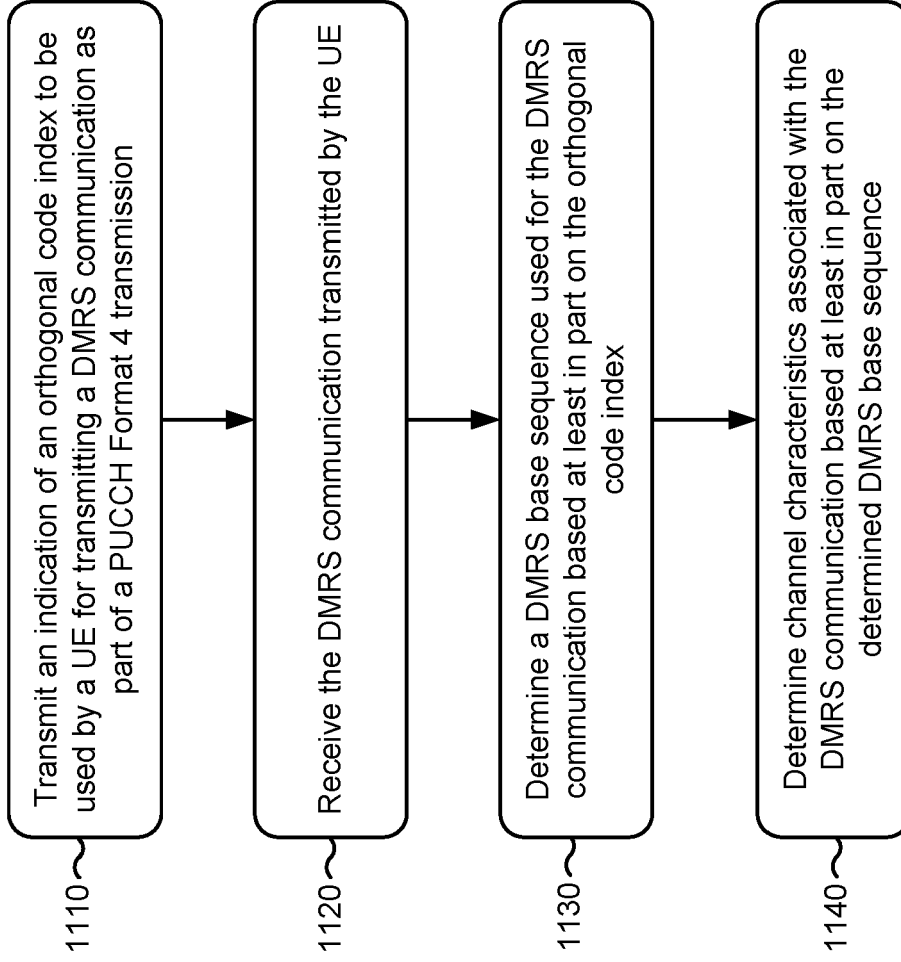 1110
Transmit an indication of an orthogonal code index to be
used by a UE for transmitting a DMRS communication as
part of a PUCCH Format 4 transmission
1120
Receive the DMRS communication transmitted by the UE
1130
Determine a DMRS base sequence used for the DMRS
communication based at least in part on the orthogonal
code index
1140
Determine channel characteristics associated with the
DMRS communication based at least in part on the
determined DMRS base sequence